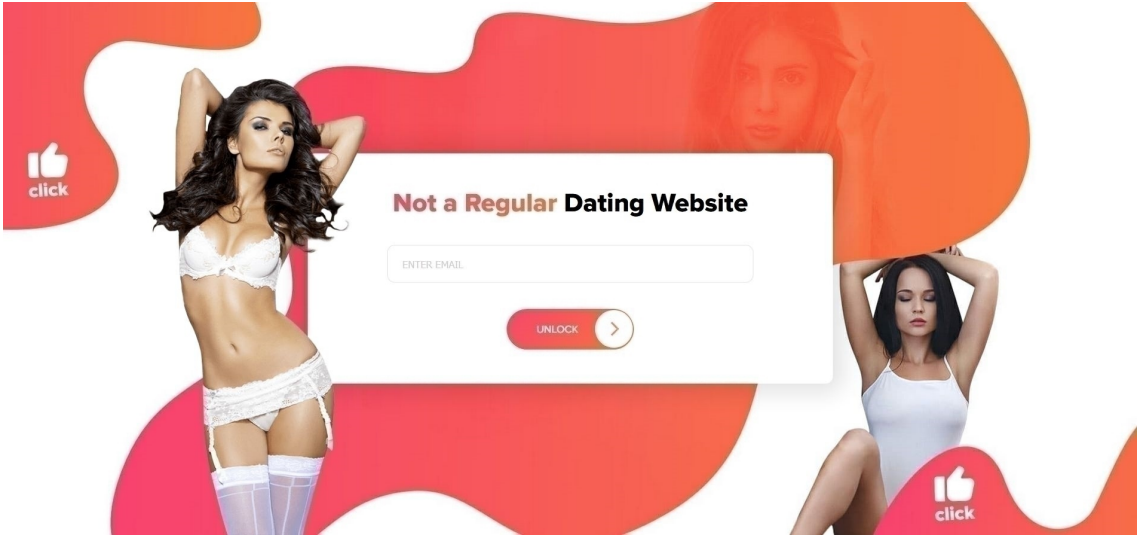 click
Not a Regular Dating Website
ENTER EMAIL
UNLOCK
click